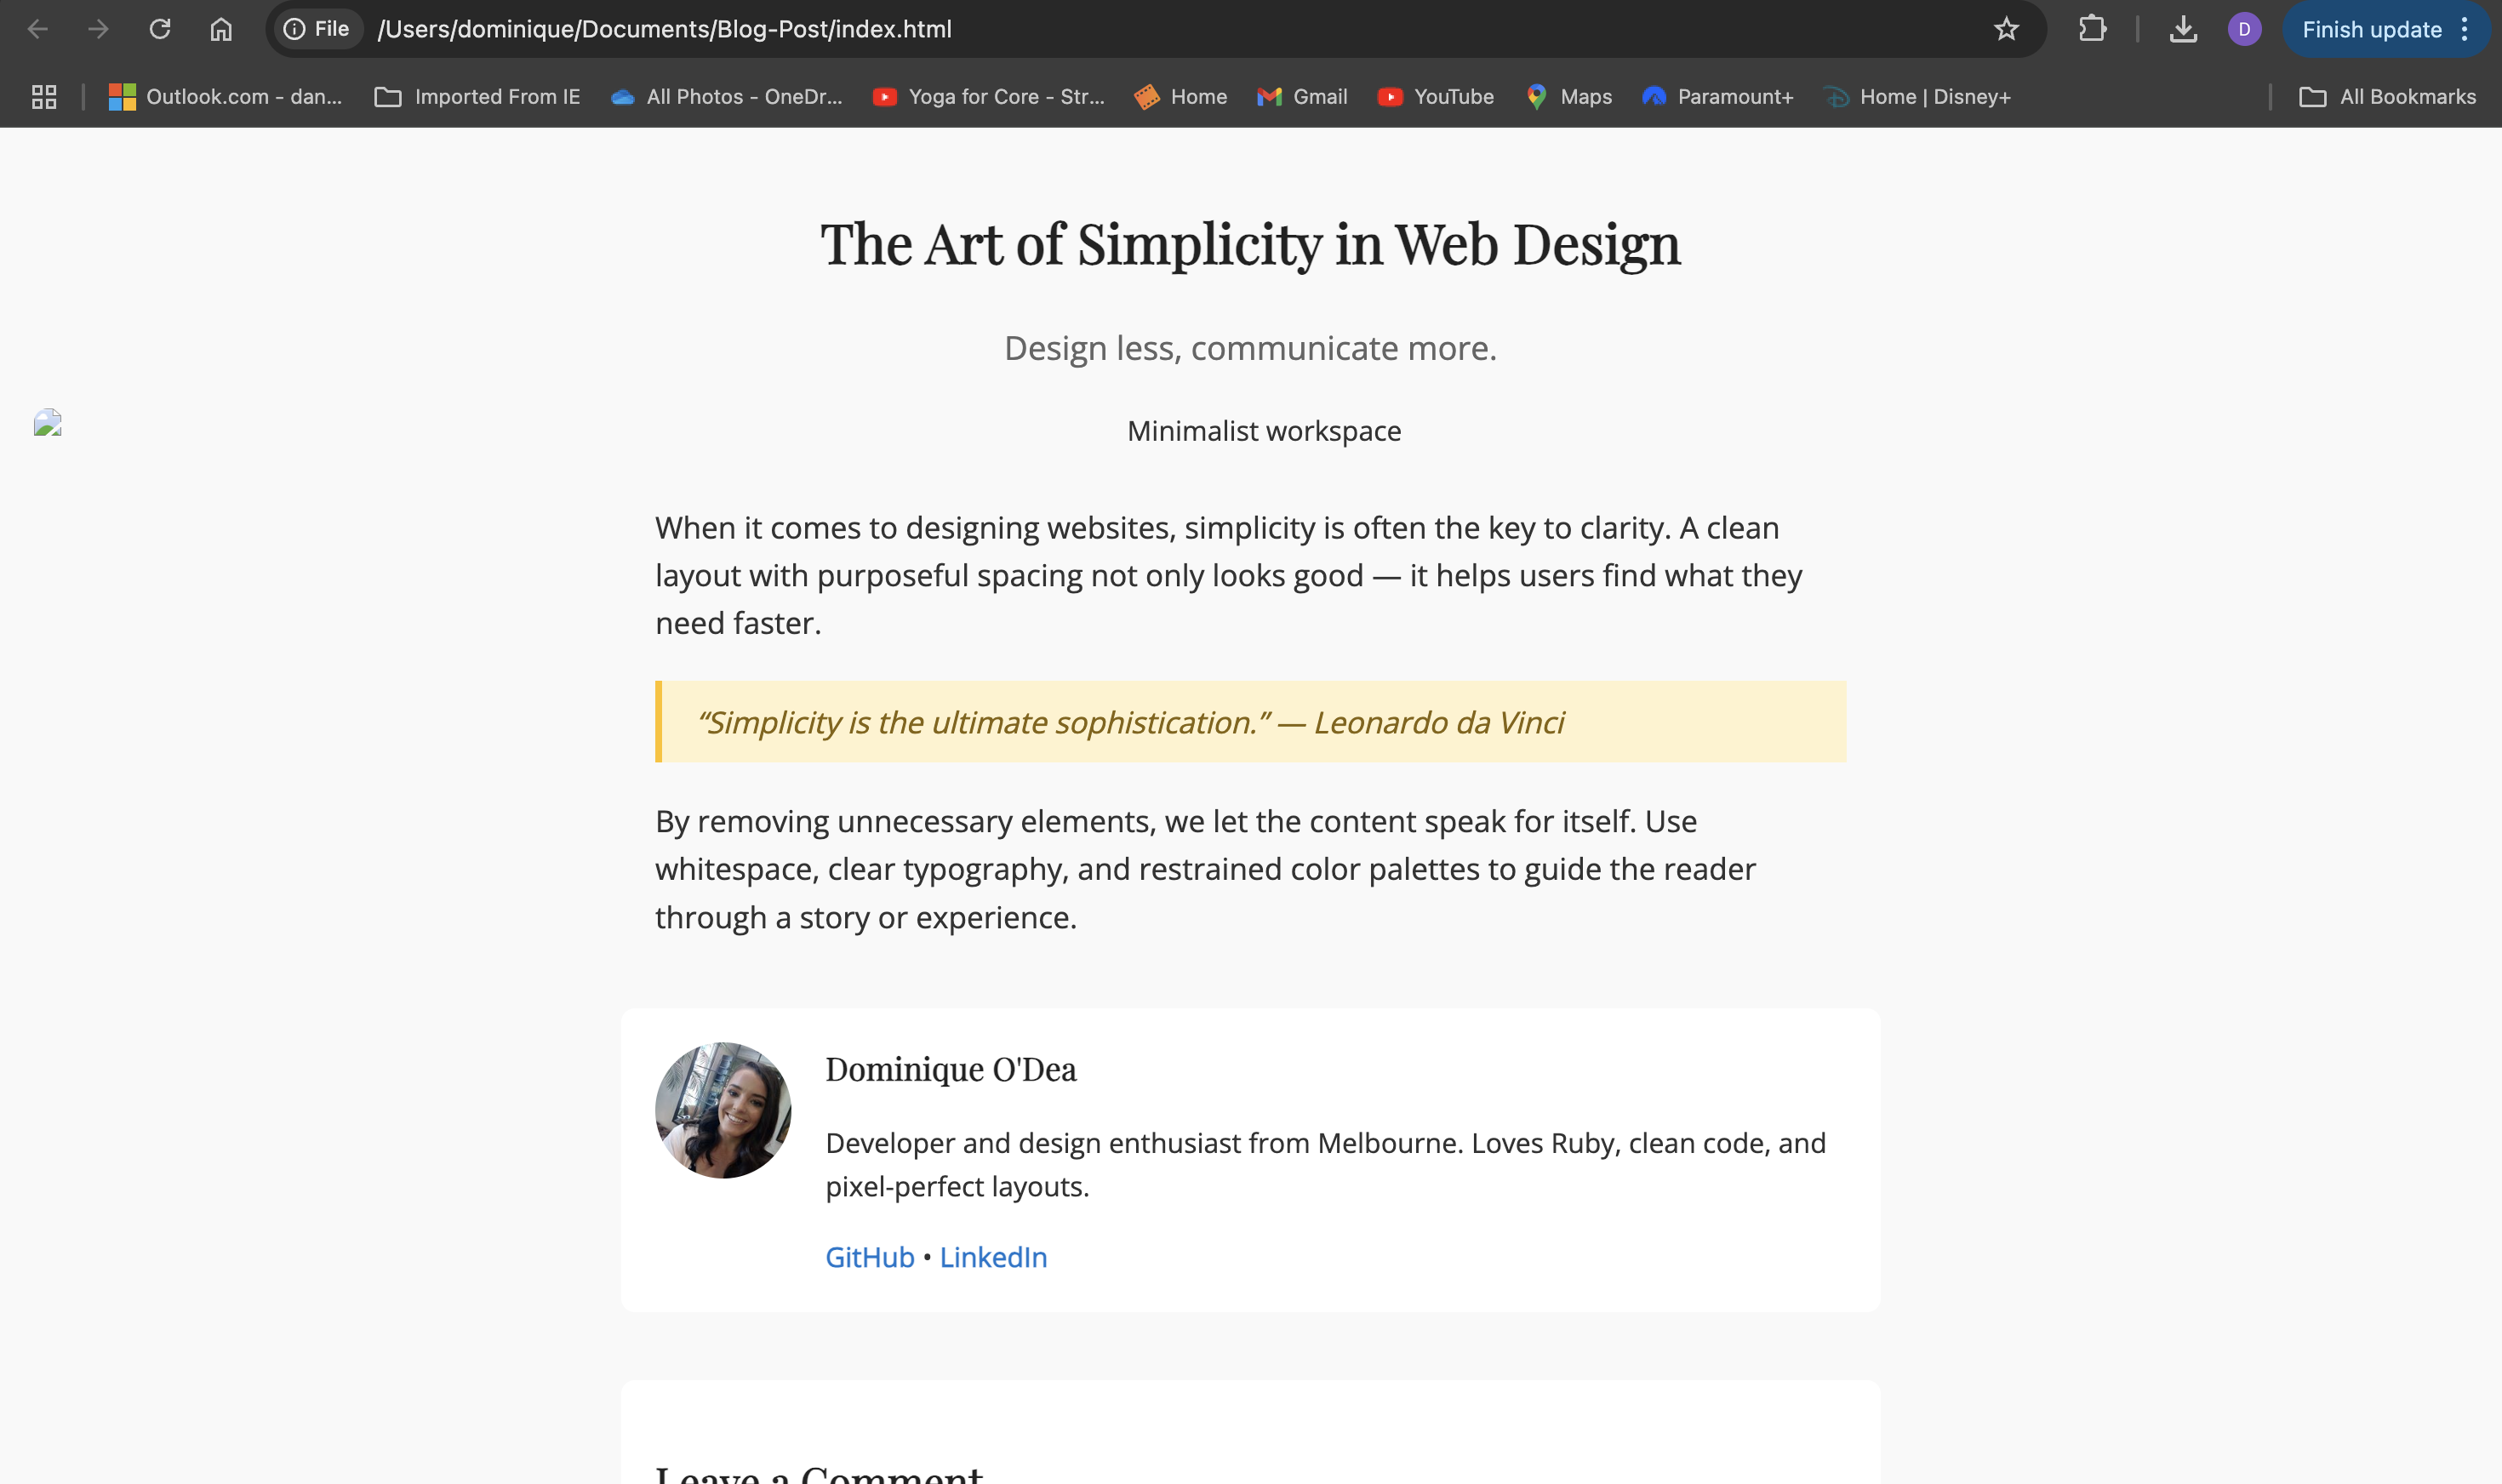 File /Users/dominique/Documents/Blog-Post/index.html D Finish update
Outlook.com - dan... Imported From IE All Photos - OneDr... Yoga for Core - Str... Home Gmail YouTube Maps Paramount+ Home | Disney+ All Bookmarks
The Art of Simplicity in Web Design
Design less, communicate more.
Minimalist workspace
When it comes to designing websites, simplicity is often the key to clarity. A clean
layout with purposeful spacing not only looks good — it helps users find what they
need faster.
“Simplicity is the ultimate sophistication.” — Leonardo da Vinci
By removing unnecessary elements, we let the content speak for itself. Use
whitespace, clear typography, and restrained color palettes to guide the reader
through a story or experience.
Dominique O'Dea
Developer and design enthusiast from Melbourne. Loves Ruby, clean code, and
pixel-perfect layouts.
GitHub • LinkedIn
Leave a Comment